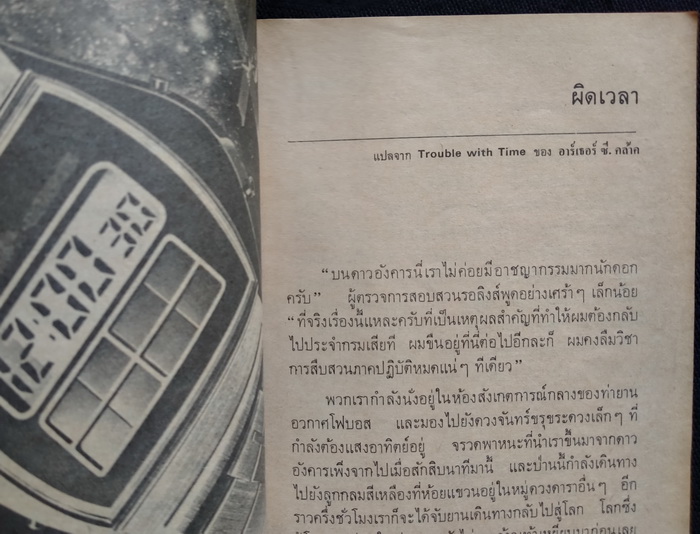 ผิดเวลา
แปลจาก Trouble with Time ของ อาร์เธอร์ ซี. คล้าค
“บนดาวอังคารนี่เราไม่ค่อยมีอาชญากรรมมากนักดอก
ครับ” ผู้ตรวจการสอบสวนรอลิงส์พูดอย่างเศร้า ๆ เล็กน้อย
“ที่จริงเรื่องนี้แหละครับที่เป็นเหตุผลสำคัญที่ทำให้ผมต้องกลับ
ไปประจำกรมเสียที ผมขืนอยู่ที่นี่ต่อไปอีกละก็ ผมคงลืมวิชา
การสืบสวนภาคปฏิบัติหมดแน่ ๆ ทีเดียว”
พวกเรากำลังนั่งอยู่ในห้องสังเกตการณ์กลางของท่ายาน
อวกาศโฟบอส และมองไปยังดวงจันทร์ขรุขระดวงเล็ก ๆ ที่
กำลังต้องแสงอาทิตย์อยู่ จรวดพาหนะที่นำเราขึ้นมาจากดาว
อังคารเพิ่งจากไปเมื่อสักสิบนาทีมานี้ และป่านนี้กำลังเดินทาง
ไปยังลูกกลมสีเหลืองที่ห้อยแขวนอยู่ในหมู่ดวงดาราอื่น ๆ อีก
ราวครึ่งชั่วโมงเราก็จะได้จับยานเดินทางกลับไปสู่โลก โลกซึ่ง